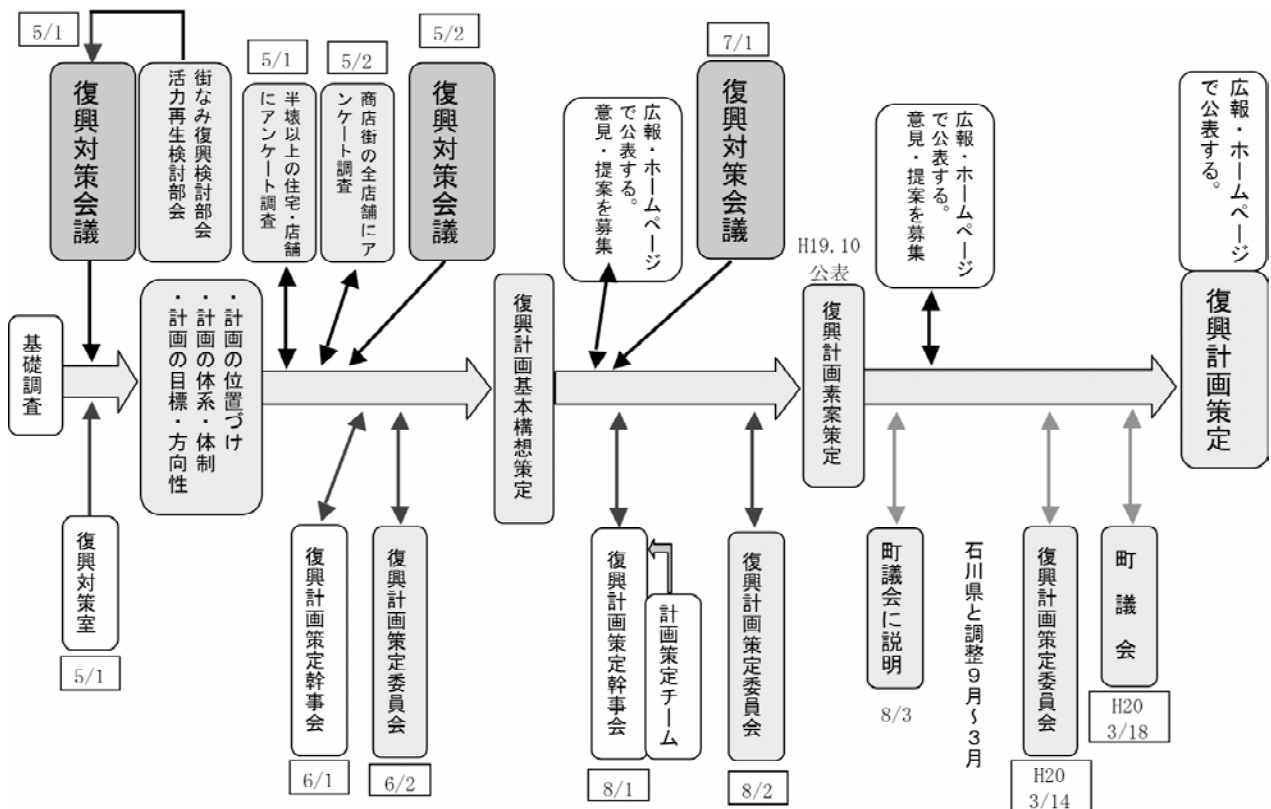 5/1
復興対策会議
街なみ復興検討部会
活力再生検討部会
5/1
半壊以上の住宅・店舗
にアンケート調査
5/2
商店街の全店舗にア
ンケート調査
5/2
復興対策会議
広報・ホームページ
で公表する。
意見・提案を募集
7/1
復興対策会議
広報・ホームページ
で公表する。
意見・提案を募集
広報・ホームページ
で公表する。
基礎調査
・計画の位置づけ
・計画の体系・体制
・計画の目標・方向性
復興計画基本構想策定
H19.10
公表
復興計画素案策定
復興計画策定
復興対策室
5/1
復興計画策定幹事会
6/1
復興計画策定委員会
6/2
復興計画策定幹事会
計画策定チーム
8/1
復興計画策定委員会
8/2
町議会に説明
8/3
石川県と調整9月~3月
復興計画策定委員会
H20
3/14
町議会
H20
3/18